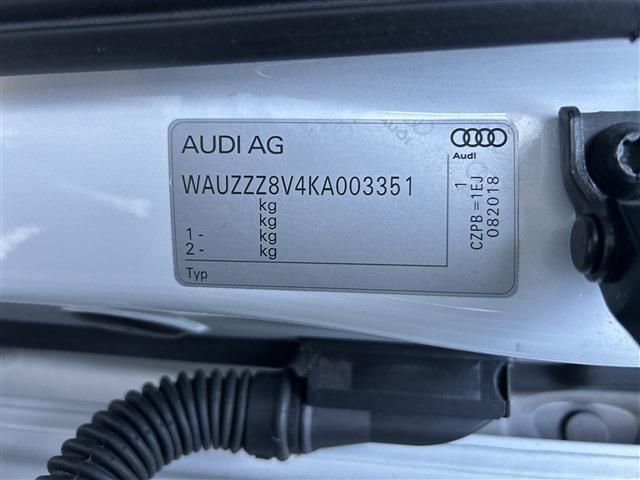 AUDI AG
Audi
WAUZZZ8V4KA003351
kg
kg
1 - kg
2 - kg
Typ
1
CZPB = 1EJ
082018